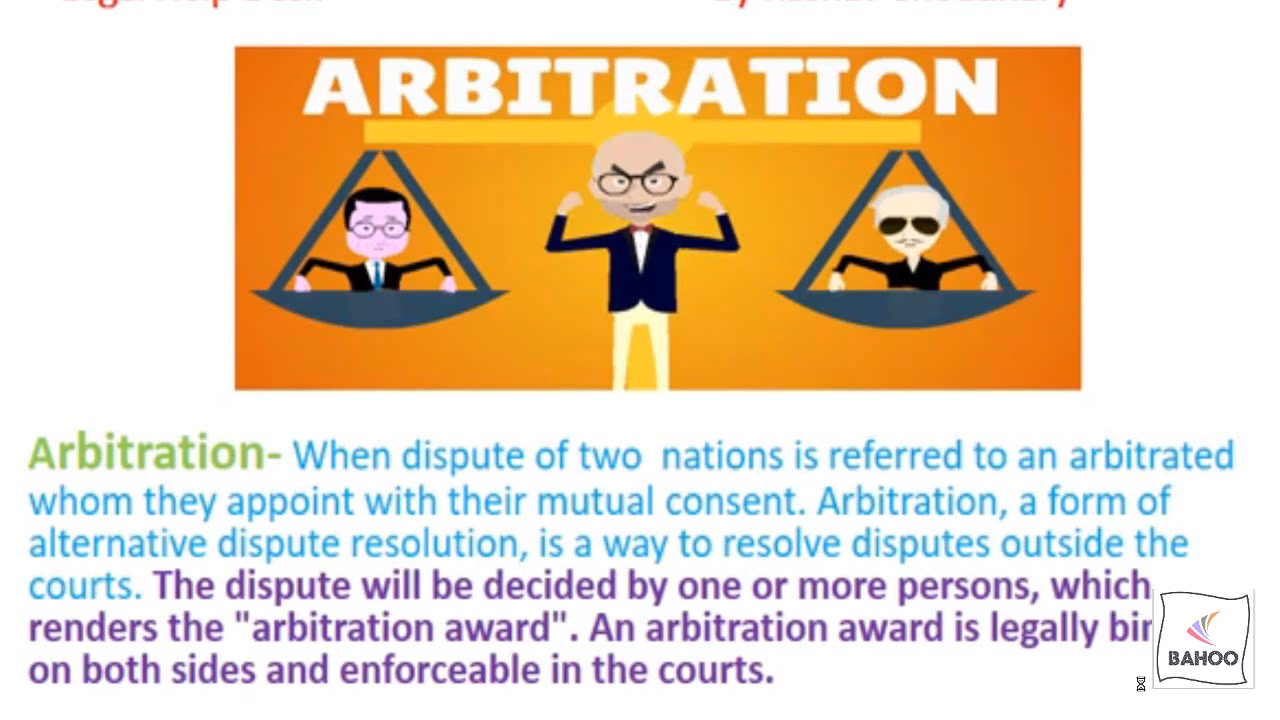 ARBITRATION
Arbitration- When dispute of two nations is referred to an arbitrated
whom they appoint with their mutual consent. Arbitration, a form of
alternative dispute resolution, is a way to resolve disputes outside the
courts. The dispute will be decided by one or more persons, which
renders the "arbitration award". An arbitration award is legally bin
on both sides and enforceable in the courts.
BAHOO